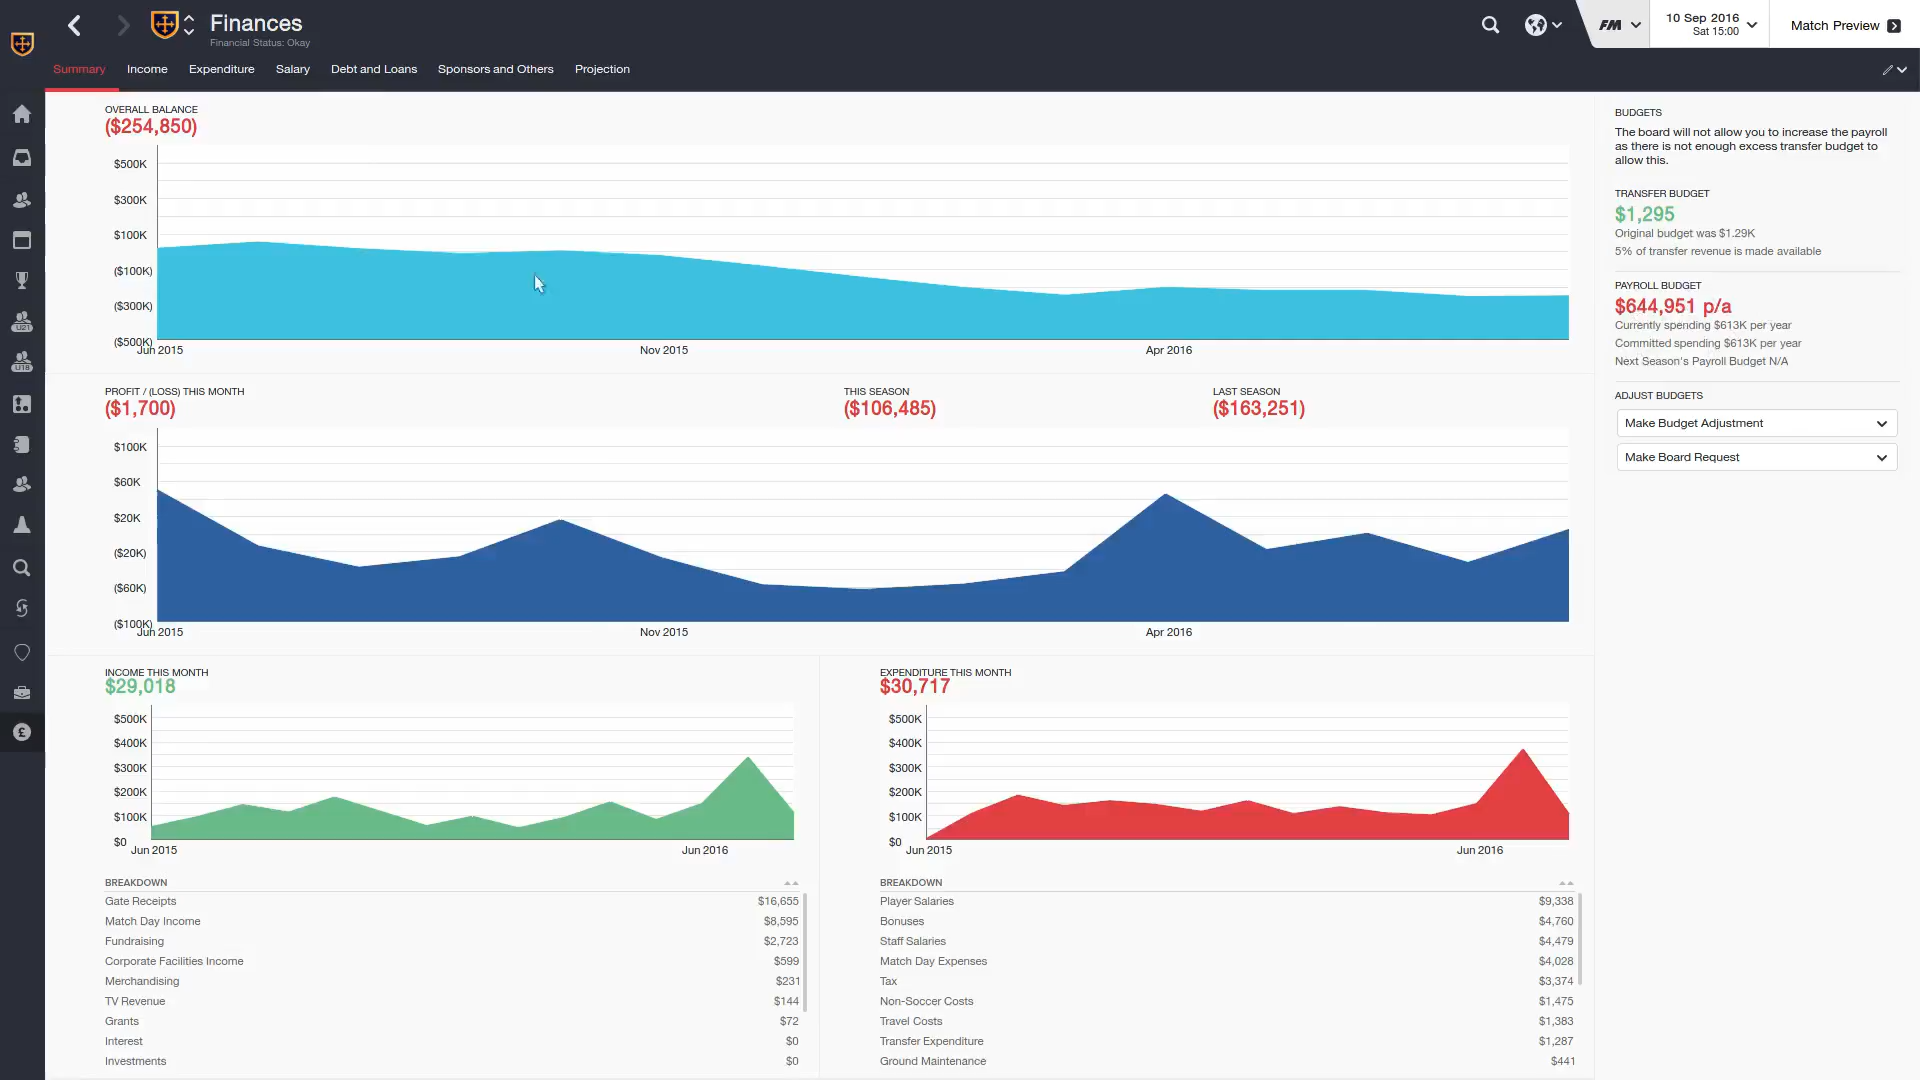 Finances
Financial Status: Okay
FM
10 Sep 2016
Sat 15:00
Match Preview
Summary
Income
Expenditure
Salary
Debt and Loans
Sponsors and Others
Projection
OVERALL BALANCE
($254,850)
$500K
$300K
$100K
($100K)
($300K)
($500K)
Jun 2015
Nov 2015
Apr 2016
PROFIT / (LOSS) THIS MONTH
($1,700)
THIS SEASON
($106,485)
LAST SEASON
($163,251)
$100K
$60K
$20K
($20K)
($60K)
($100K)
Jun 2015
Nov 2015
Apr 2016
INCOME THIS MONTH
$29,018
$500K
$400K
$300K
$200K
$100K
$0
Jun 2015
Jun 2016
BREAKDOWN
Gate Receipts $16,655
Match Day Income $8,595
Fundraising $2,723
Corporate Facilities Income $599
Merchandising $231
TV Revenue $144
Grants $72
Interest $0
Investments $0
EXPENDITURE THIS MONTH
$30,717
$500K
$400K
$300K
$200K
$100K
$0
Jun 2015
Jun 2016
BREAKDOWN
Player Salaries $9,338
Bonuses $4,760
Staff Salaries $4,479
Match Day Expenses $4,028
Tax $3,374
Non-Soccer Costs $1,475
Travel Costs $1,383
Transfer Expenditure $1,287
Ground Maintenance $441
BUDGETS
The board will not allow you to increase the payroll
as there is not enough excess transfer budget to
allow this.
TRANSFER BUDGET
$1,295
Original budget was $1.29K
5% of transfer revenue is made available
PAYROLL BUDGET
$644,951 p/a
Currently spending $613K per year
Committed spending $613K per year
Next Season's Payroll Budget N/A
ADJUST BUDGETS
Make Budget Adjustment
Make Board Request
U21
U18